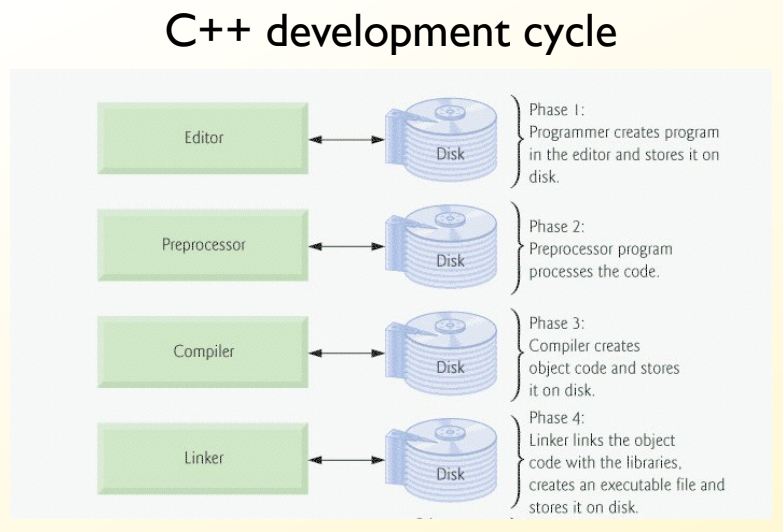 C++ development cycle
Editor
Disk
Phase 1:
Programmer creates program
in the editor and stores it on
disk.
Preprocessor
Disk
Phase 2:
Preprocessor program
processes the code.
Compiler
Disk
Phase 3:
Compiler creates
object code and stores
it on disk.
Linker
Disk
Phase 4:
Linker links the object
code with the libraries,
creates an executable file and
stores it on disk.